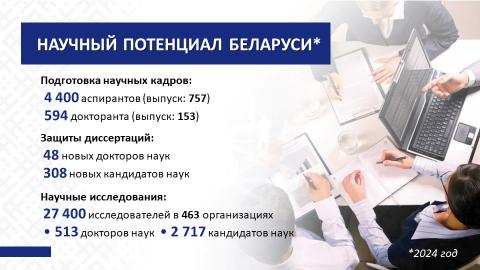 НАУЧНЫЙ ПОТЕНЦИАЛ БЕЛАРУСИ*
Подготовка научных кадров:
4 400 аспирантов (выпуск: 757)
594 докторанта (выпуск: 153)
Защиты диссертаций:
48 новых докторов наук
308 новых кандидатов наук
Научные исследования:
27 400 исследователей в 463 организациях
• 513 докторов наук • 2 717 кандидатов наук
*2024 год